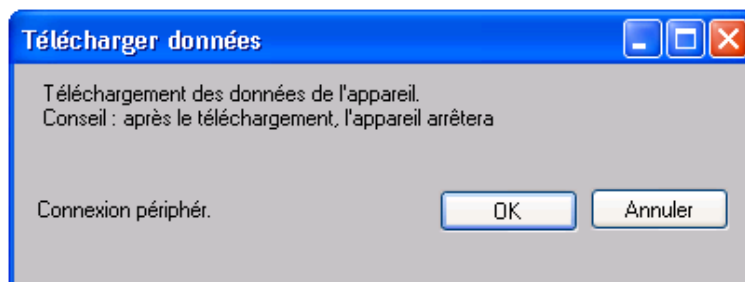 Télécharger données
Téléchargement des données de l'appareil.
Conseil : après le téléchargement, l'appareil arrêtera
Connexion périphér.
OK
Annuler